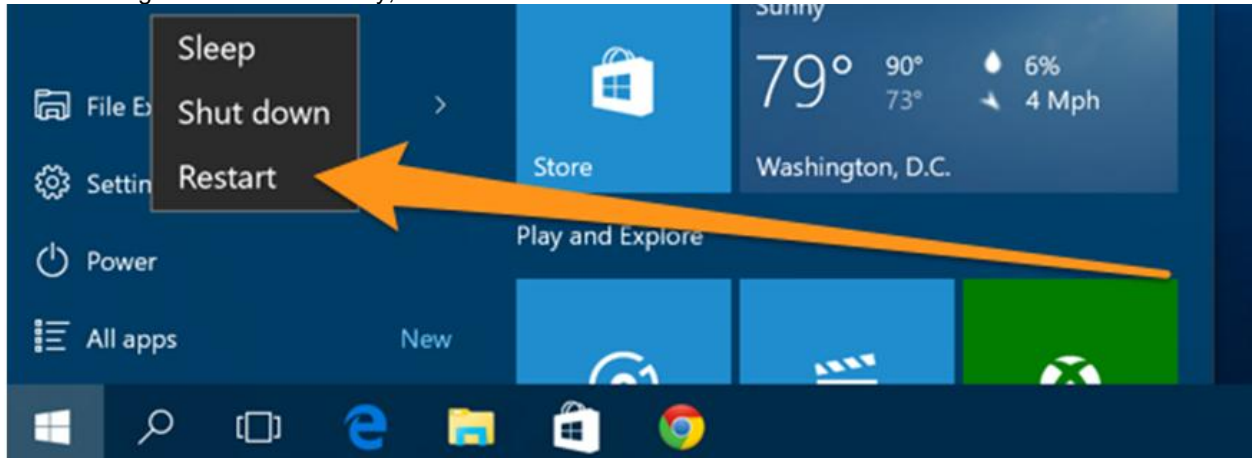 Sleep
Shut down
Restart
File Ex
Settin
Power
All apps
New
Store
Sunny
79°
90°
73°
6%
4 Mph
Washington, D.C.
Play and Explore